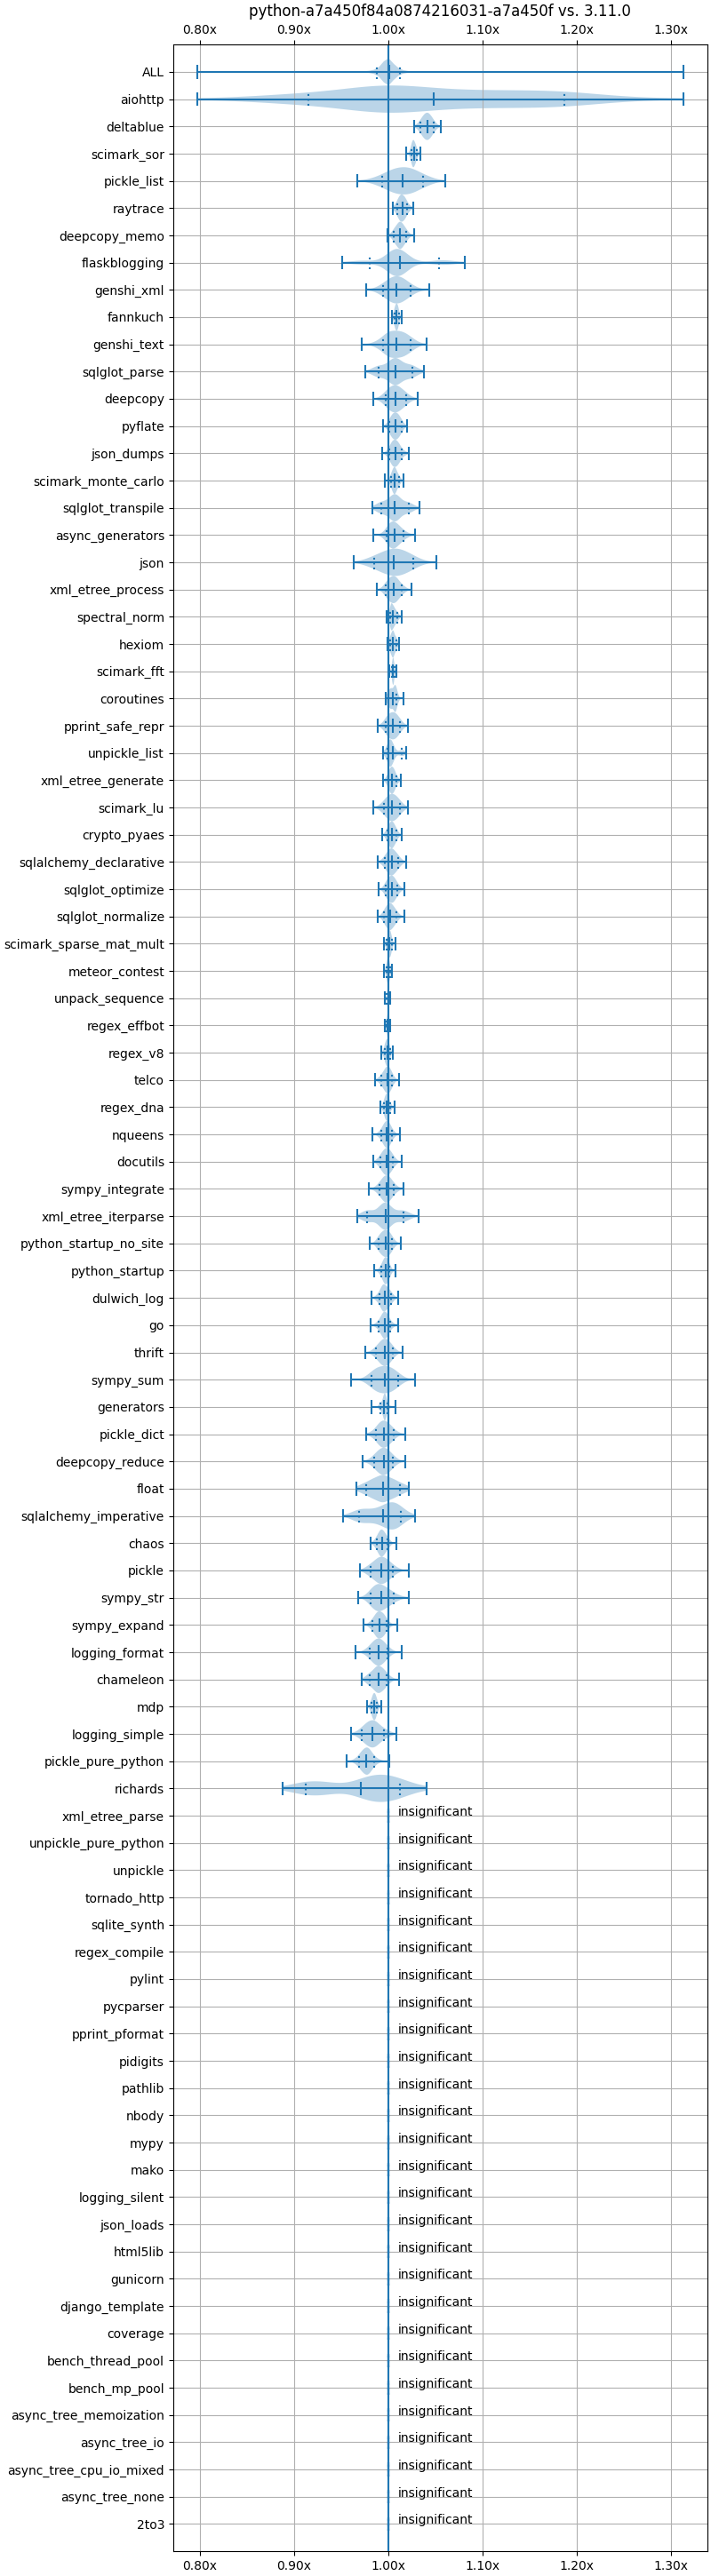 python-a7a450f84a0874216031-a7a450f vs. 3.11.0
0.80x 0.90x 1.00x 1.10x 1.20x 1.30x
ALL
aiohttp
deltablue
scimark_sor
pickle_list
raytrace
deepcopy_memo
flaskblogging
genshi_xml
fannkuch
genshi_text
sqlglot_parse
deepcopy
pyflate
json_dumps
scimark_monte_carlo
sqlglot_transpile
async_generators
json
xml_etree_process
spectral_norm
hexiom
scimark_fft
coroutines
pprint_safe_repr
unpickle_list
xml_etree_generate
scimark_lu
crypto_pyaes
sqlalchemy_declarative
sqlglot_optimize
sqlglot_normalize
scimark_sparse_mat_mult
meteor_contest
unpack_sequence
regex_effbot
regex_v8
telco
regex_dna
nqueens
docutils
sympy_integrate
xml_etree_iterparse
python_startup_no_site
python_startup
dulwich_log
go
thrift
sympy_sum
generators
pickle_dict
deepcopy_reduce
float
sqlalchemy_imperative
chaos
pickle
sympy_str
sympy_expand
logging_format
chameleon
mdp
logging_simple
pickle_pure_python
richards
xml_etree_parse insignificant
unpickle_pure_python insignificant
unpickle insignificant
tornado_http insignificant
sqlite_synth insignificant
regex_compile insignificant
pylint insignificant
pycparser insignificant
pprint_pformat insignificant
pidigits insignificant
pathlib insignificant
nbody insignificant
mypy insignificant
mako insignificant
logging_silent insignificant
json_loads insignificant
html5lib insignificant
gunicorn insignificant
django_template insignificant
coverage insignificant
bench_thread_pool insignificant
bench_mp_pool insignificant
async_tree_memoization insignificant
async_tree_io insignificant
async_tree_cpu_io_mixed insignificant
async_tree_none insignificant
2to3 insignificant
0.80x 0.90x 1.00x 1.10x 1.20x 1.30x